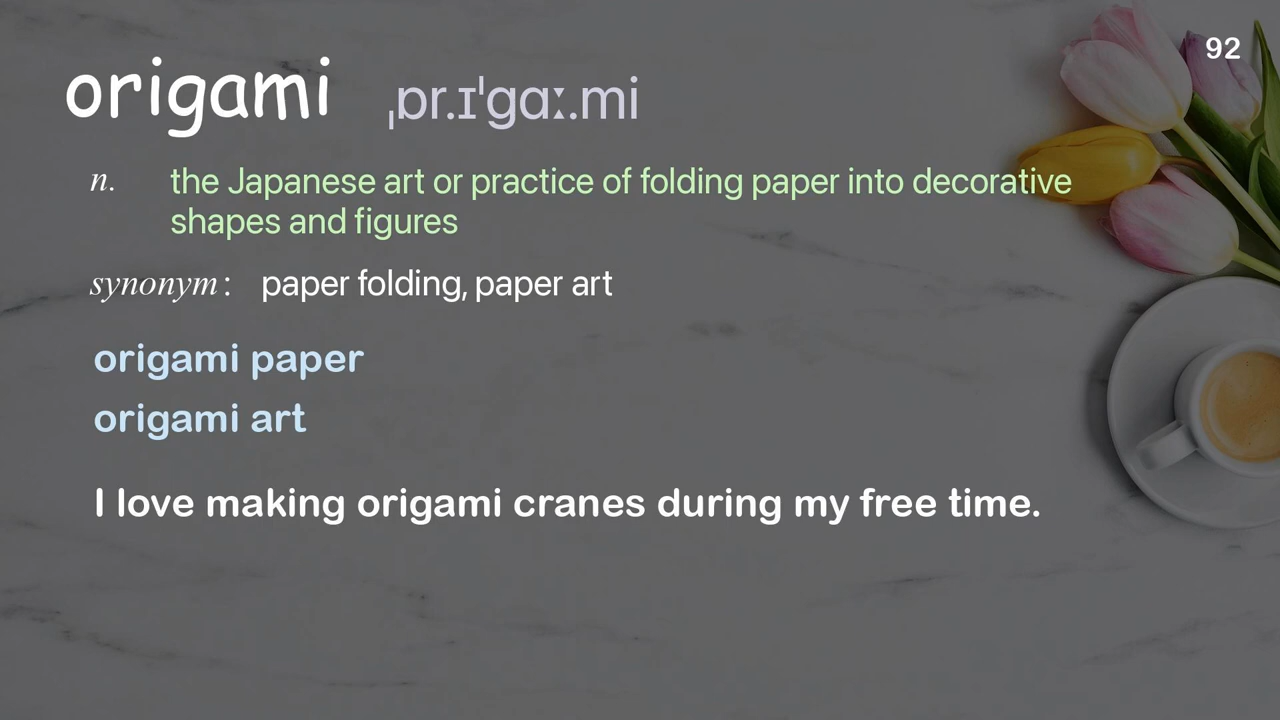 92
origami ˌɒr.ɪˈɡɑː.mi
n. the Japanese art or practice of folding paper into decorative
shapes and figures
synonym : paper folding, paper art
origami paper
origami art
I love making origami cranes during my free time.